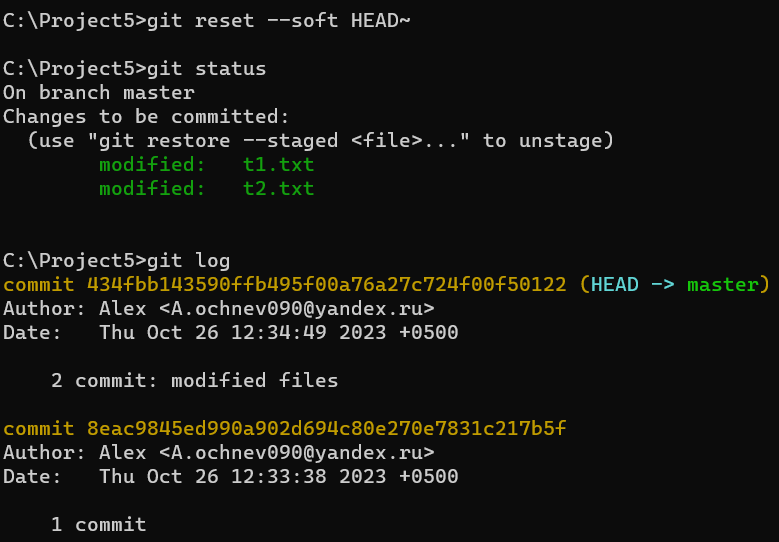 C:\Project5>git reset --soft HEAD~
C:\Project5>git status
On branch master
Changes to be committed:
  (use "git restore --staged <file>..." to unstage)
        modified:   t1.txt
        modified:   t2.txt
C:\Project5>git log
commit 434fbb143590ffb495f00a76a27c724f00f50122 (HEAD -> master)
Author: Alex <A.ochnev090@yandex.ru>
Date:   Thu Oct 26 12:34:49 2023 +0500
    2 commit: modified files
commit 8eac9845ed990a902d694c80e270e7831c217b5f
Author: Alex <A.ochnev090@yandex.ru>
Date:   Thu Oct 26 12:33:38 2023 +0500
    1 commit